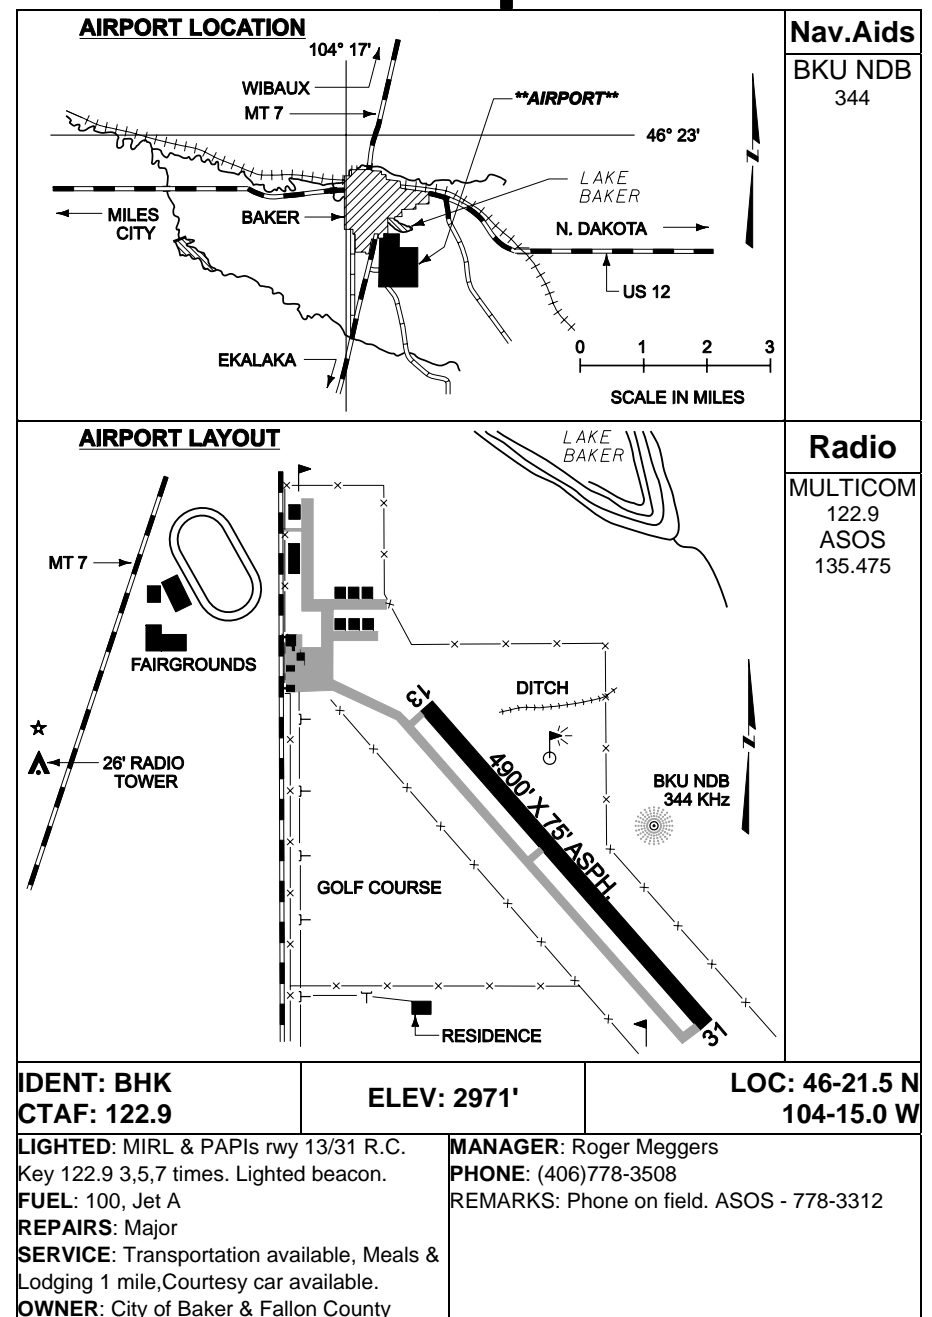 AIRPORT LOCATION
Nav.Aids
BKU NDB
344
104° 17'
WIBAUX
MT 7
**AIRPORT**
46° 23'
N
LAKE
BAKER
MILES
CITY
BAKER
N. DAKOTA
US 12
EKALAKA
0 1 2 3
SCALE IN MILES
AIRPORT LAYOUT
LAKE
BAKER
Radio
MULTICOM
122.9
ASOS
135.475
MT 7
FAIRGROUNDS
DITCH
13
26' RADIO
TOWER
4900' X 75' ASPH.
BKU NDB
344 KHz
N
GOLF COURSE
RESIDENCE
31
IDENT: BHK
CTAF: 122.9
ELEV: 2971'
LOC: 46-21.5 N
104-15.0 W
LIGHTED: MIRL & PAPIs rwy 13/31 R.C.
Key 122.9 3,5,7 times. Lighted beacon.
FUEL: 100, Jet A
REPAIRS: Major
SERVICE: Transportation available, Meals &
Lodging 1 mile,Courtesy car available.
OWNER: City of Baker & Fallon County
MANAGER: Roger Meggers
PHONE: (406)778-3508
REMARKS: Phone on field. ASOS - 778-3312